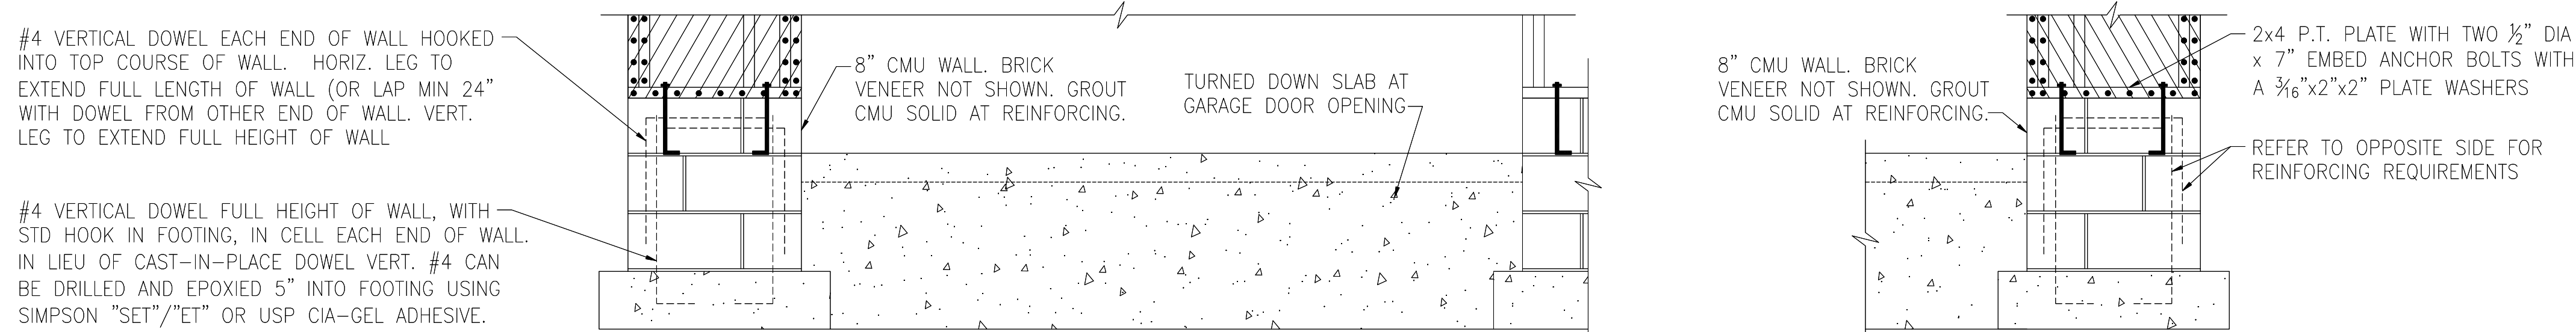 #4 VERTICAL DOWEL EACH END OF WALL HOOKED
INTO TOP COURSE OF WALL. HORIZ. LEG TO
EXTEND FULL LENGTH OF WALL (OR LAP MIN 24"
WITH DOWEL FROM OTHER END OF WALL. VERT.
LEG TO EXTEND FULL HEIGHT OF WALL
#4 VERTICAL DOWEL FULL HEIGHT OF WALL, WITH
STD HOOK IN FOOTING, IN CELL EACH END OF WALL.
IN LIEU OF CAST-IN-PLACE DOWEL VERT. #4 CAN
BE DRILLED AND EPOXIED 5" INTO FOOTING USING
SIMPSON "SET"/"ET" OR USP CIA-GEL ADHESIVE.
8" CMU WALL. BRICK
VENEER NOT SHOWN. GROUT
CMU SOLID AT REINFORCING.
TURNED DOWN SLAB AT
GARAGE DOOR OPENING
8" CMU WALL. BRICK
VENEER NOT SHOWN. GROUT
CMU SOLID AT REINFORCING.
2x4 P.T. PLATE WITH TWO ½" DIA
x 7" EMBED ANCHOR BOLTS WITH
A 3/16"x2"x2" PLATE WASHERS
REFER TO OPPOSITE SIDE FOR
REINFORCING REQUIREMENTS